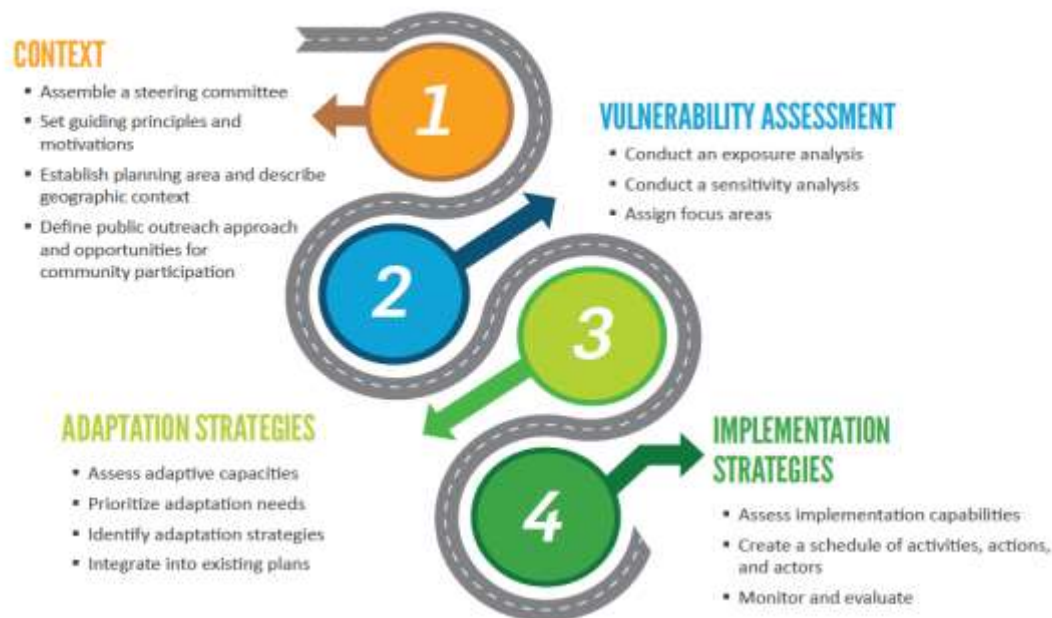 1
CONTEXT
▪ Assemble a steering committee
▪ Set guiding principles and
motivations
▪ Establish planning area and describe
geographic context
▪ Define public outreach approach
and opportunities for
community participation
2
VULNERABILITY ASSESSMENT
▪ Conduct an exposure analysis
▪ Conduct a sensitivity analysis
▪ Assign focus areas
3
ADAPTATION STRATEGIES
▪ Assess adaptive capacities
▪ Prioritize adaptation needs
▪ Identify adaptation strategies
▪ Integrate into existing plans
4
IMPLEMENTATION
STRATEGIES
▪ Assess implementation capabilities
▪ Create a schedule of activities, actions,
and actors
▪ Monitor and evaluate